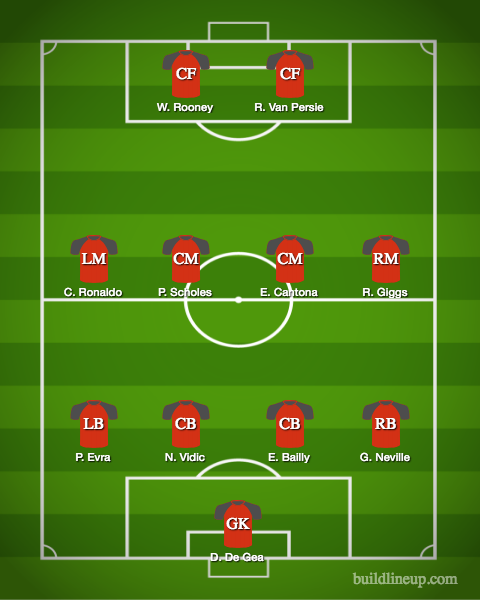 CF CF
W. Rooney R. Van Persie
LM CM CM RM
C. Ronaldo P. Scholes E. Cantona R. Giggs
LB CB CB RB
P. Evra N. Vidic E. Bailly G. Neville
GK
D. De Gea
buildlineup.com